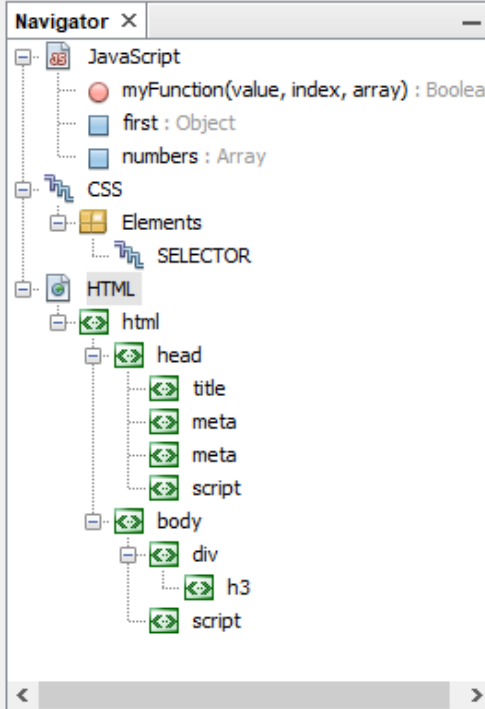 Navigator
JavaScript
myFunction(value, index, array) : Boolea
first : Object
numbers : Array
CSS
Elements
SELECTOR
HTML
html
head
title
meta
meta
script
body
div
h3
script